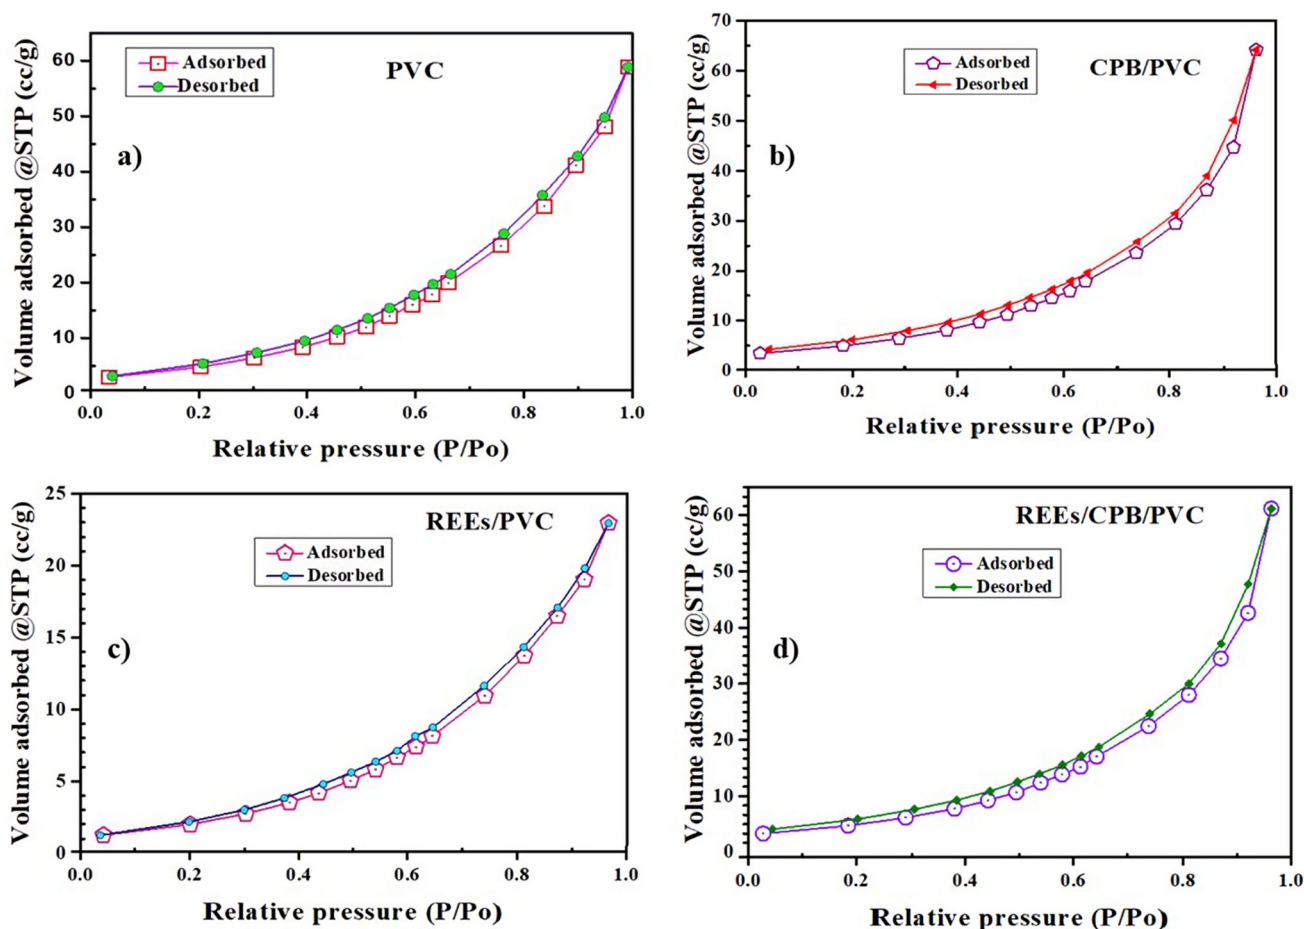 Volume adsorbed @STP (cc/g)
60
50
40
30
20
10
0
Adsorbed
Desorbed
PVC
a)
0.0 0.2 0.4 0.6 0.8 1.0
Relative pressure (P/Po)
Volume adsorbed @STP (cc/g)
70
60
50
40
30
20
10
0
Adsorbed
Desorbed
CPB/PVC
b)
0.0 0.2 0.4 0.6 0.8 1.0
Relative pressure (P/Po)
Volume adsorbed @STP (cc/g)
25
20
15
10
5
0
REEs/PVC
Adsorbed
Desorbed
c)
0.0 0.2 0.4 0.6 0.8 1.0
Relative pressure (P/Po)
Volume adsorbed @STP (cc/g)
60
50
40
30
20
10
0
REEs/CPB/PVC
Adsorbed
Desorbed
d)
0.0 0.2 0.4 0.6 0.8 1.0
Relative pressure (P/Po)